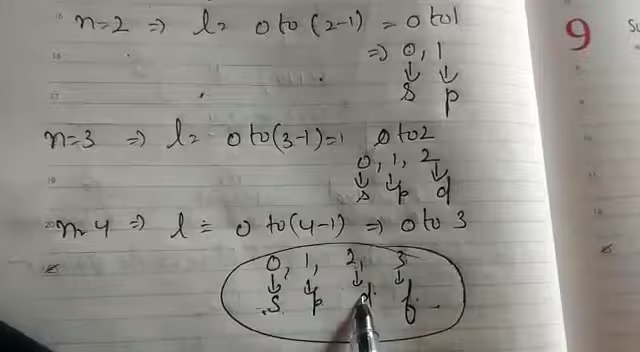 n=2 ⇒ l= 0 to (2-1) = 0 to 1
⇒ 0, 1
↓ ↓
s p
n=3 ⇒ l= 0 to (3-1) =) 0 to 2
0, 1, 2
↓ ↓ ↓
s p d
n=4 ⇒ l = 0 to (4-1) ⇒ 0 to 3
0, 1, 2, 3
↓ ↓ ↓ ↓
s p d f
9